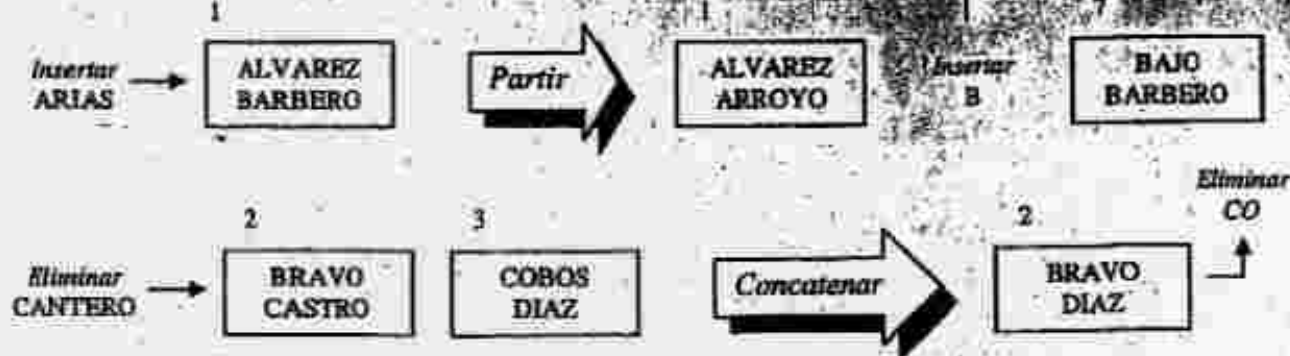 1
Insertar
ARIAS
ALVAREZ
BARBERO
Partir
1
ALVAREZ
ARROYO
Insertar
B
7
BAJO
BARBERO
Eliminar
CANTERO
2
BRAVO
CASTRO
3
COBOS
DIAZ
Concatenar
2
BRAVO
DIAZ
Eliminar
CO